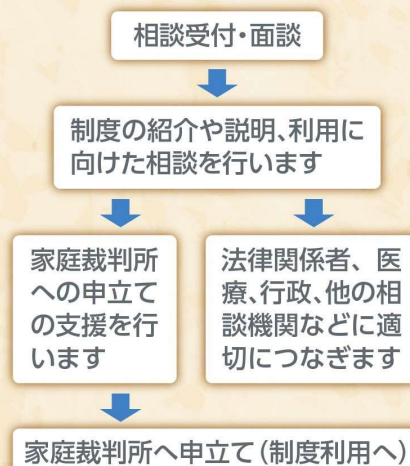 相談受付・面談
制度の紹介や説明、利用に
向けた相談を行います
家庭裁判所
への申立て
の支援を行
います
法律関係者、医
療、行政、他の相
談機関などに適
切につなぎます
家庭裁判所へ申立て(制度利用へ)